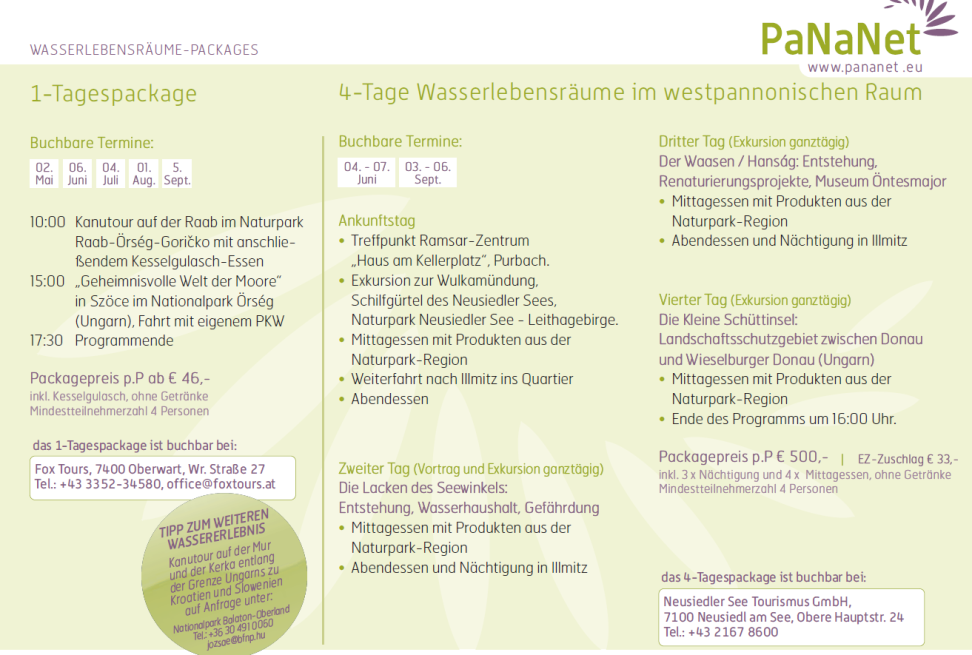 WASSERLEBENSRÄUME-PACKAGES
PaNaNet
www.pananet.eu
1-Tagespackage
Buchbare Termine:
02. Mai
06. Juni
04. Juli
01. Aug.
5. Sept.
10:00 Kanutour auf der Raab im Naturpark
Raab-Örség-Goričko mit anschlie-
ßendem Kesselgulasch-Essen
15:00 „Geheimnisvolle Welt der Moore“
in Szöce im Nationalpark Örség
(Ungarn), Fahrt mit eigenem PKW
17:30 Programmende
Packagepreis p.P ab € 46,-
inkl. Kesselgulasch, ohne Getränke
Mindestteilnehmerzahl 4 Personen
das 1-Tagespackage ist buchbar bei:
Fox Tours, 7400 Oberwart, Wr. Straße 27
Tel.: +43 3352-34580, office@foxtours.at
TIPP ZUM WEITEREN
WASSERERLEBNIS
Kanutour auf der Mur
und der Kerka entlang
der Grenze Ungarns zu
Kroatien und Slowenien
auf Anfrage unter:
Nationalpark Balaton-Oberland
Tel.: +36 30 491 0060
jozsae@bfnp.hu
4-Tage Wasserlebensräume im westpannonischen Raum
Buchbare Termine:
04. - 07. Juni
03. - 06. Sept.
Ankunftstag
• Treffpunkt Ramsar-Zentrum
„Haus am Kellerplatz“, Purbach.
• Exkursion zur Wulkamündung,
Schilfgürtel des Neusiedler Sees,
Naturpark Neusiedler See - Leithagebirge.
• Mittagessen mit Produkten aus der
Naturpark-Region
• Weiterfahrt nach Illmitz ins Quartier
• Abendessen
Zweiter Tag (Vortrag und Exkursion ganztägig)
Die Lacken des Seewinkels:
Entstehung, Wasserhaushalt, Gefährdung
• Mittagessen mit Produkten aus der
Naturpark-Region
• Abendessen und Nächtigung in Illmitz
Dritter Tag (Exkursion ganztägig)
Der Waasen / Hanság: Entstehung,
Renaturierungsprojekte, Museum Öntesmajor
• Mittagessen mit Produkten aus der
Naturpark-Region
• Abendessen und Nächtigung in Illmitz
Vierter Tag (Exkursion ganztägig)
Die Kleine Schüttinsel:
Landschaftsschutzgebiet zwischen Donau
und Wieselburger Donau (Ungarn)
• Mittagessen mit Produkten aus der
Naturpark-Region
• Ende des Programms um 16:00 Uhr.
Packagepreis p.P € 500,- | EZ-Zuschlag € 33,-
inkl. 3 x Nächtigung und 4 x Mittagessen, ohne Getränke
Mindestteilnehmerzahl 4 Personen
das 4-Tagespackage ist buchbar bei:
Neusiedler See Tourismus GmbH,
7100 Neusiedl am See, Obere Hauptstr. 24
Tel.: +43 2167 8600